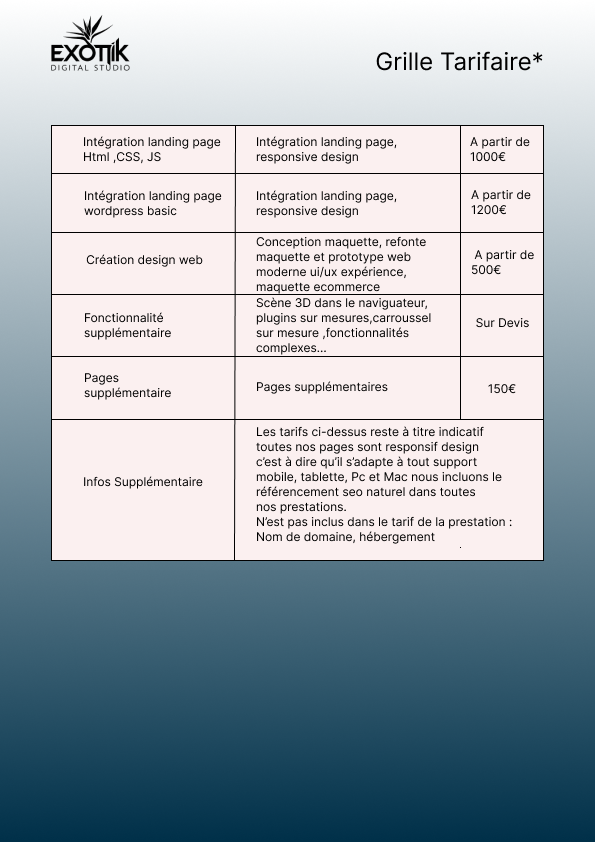 EXOTIK
DIGITAL STUDIO
Grille Tarifaire*
Intégration landing page
Html ,CSS, JS
Intégration landing page,
responsive design
A partir de
1000€
Intégration landing page
wordpress basic
Intégration landing page,
responsive design
A partir de
1200€
Création design web
Conception maquette, refonte
maquette et prototype web
moderne ui/ux expérience,
maquette ecommerce
A partir de
500€
Fonctionnalité
supplémentaire
Scène 3D dans le naviguateur,
plugins sur mesures,carroussel
sur mesure ,fonctionnalités
complexes...
Sur Devis
Pages
supplémentaire
Pages supplémentaires
150€
Infos Supplémentaire
Les tarifs ci-dessus reste à titre indicatif
toutes nos pages sont responsif design
c’est à dire qu’il s’adapte à tout support
mobile, tablette, Pc et Mac nous incluons le
référencement seo naturel dans toutes
nos prestations.
N’est pas inclus dans le tarif de la prestation :
Nom de domaine, hébergement
.